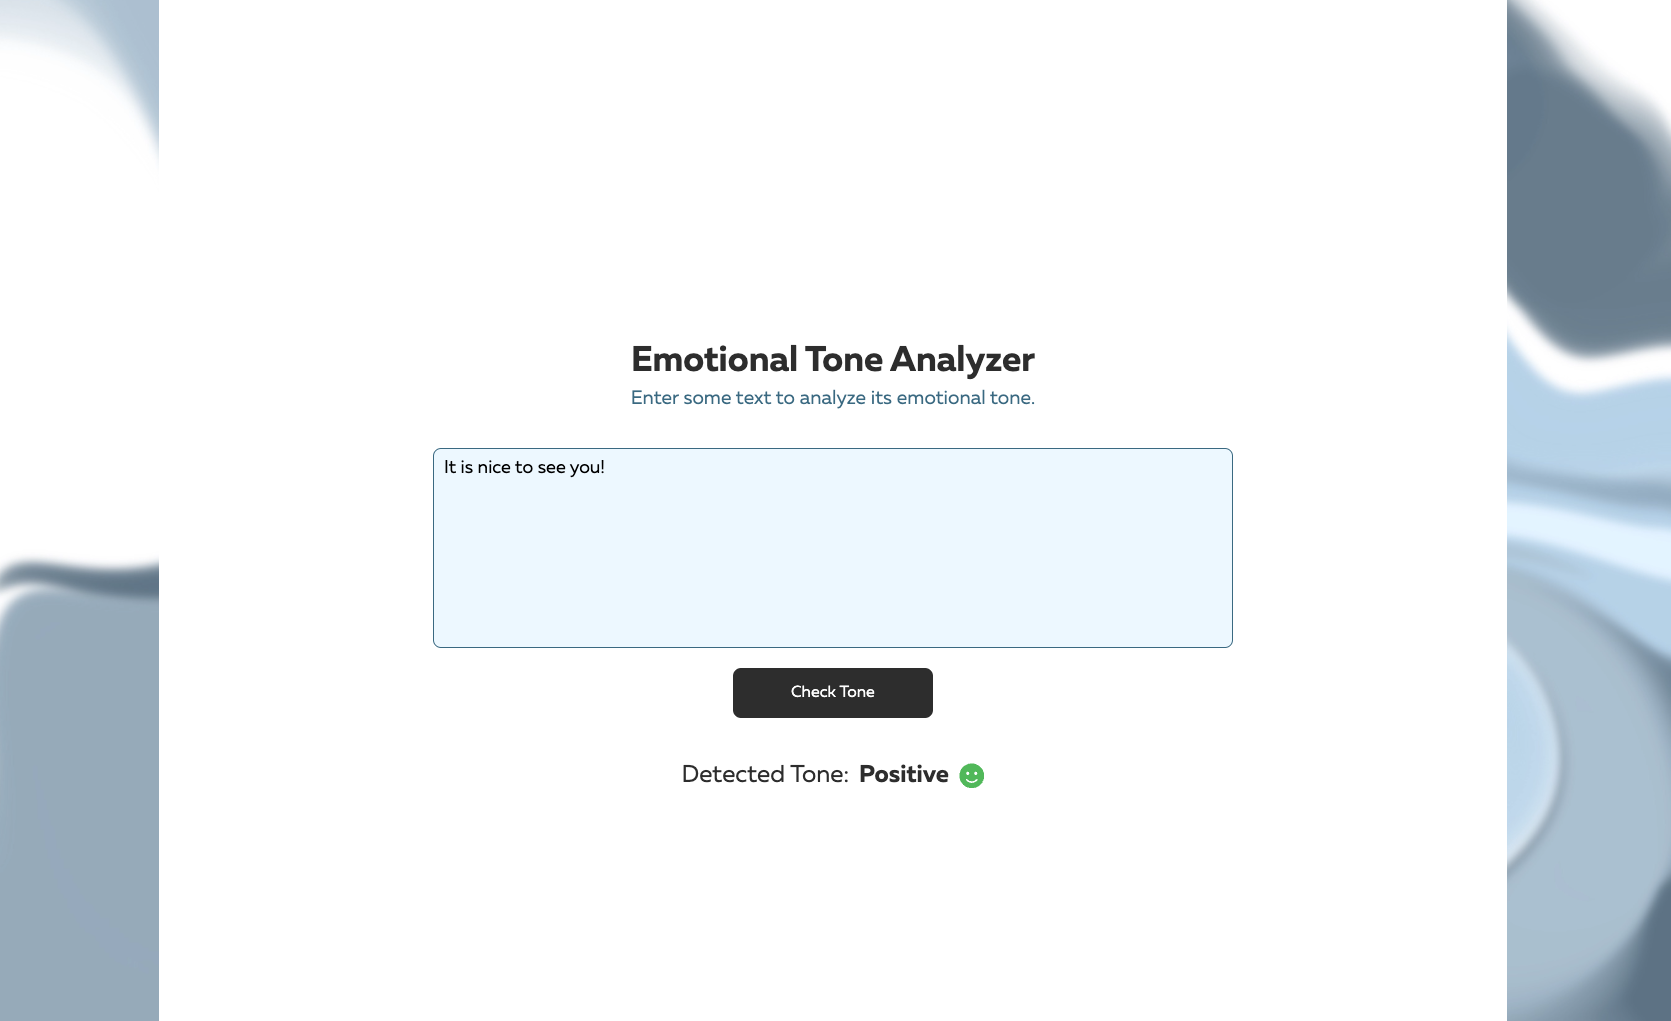 Emotional Tone Analyzer
Enter some text to analyze its emotional tone.
It is nice to see you!
Check Tone
Detected Tone: Positive